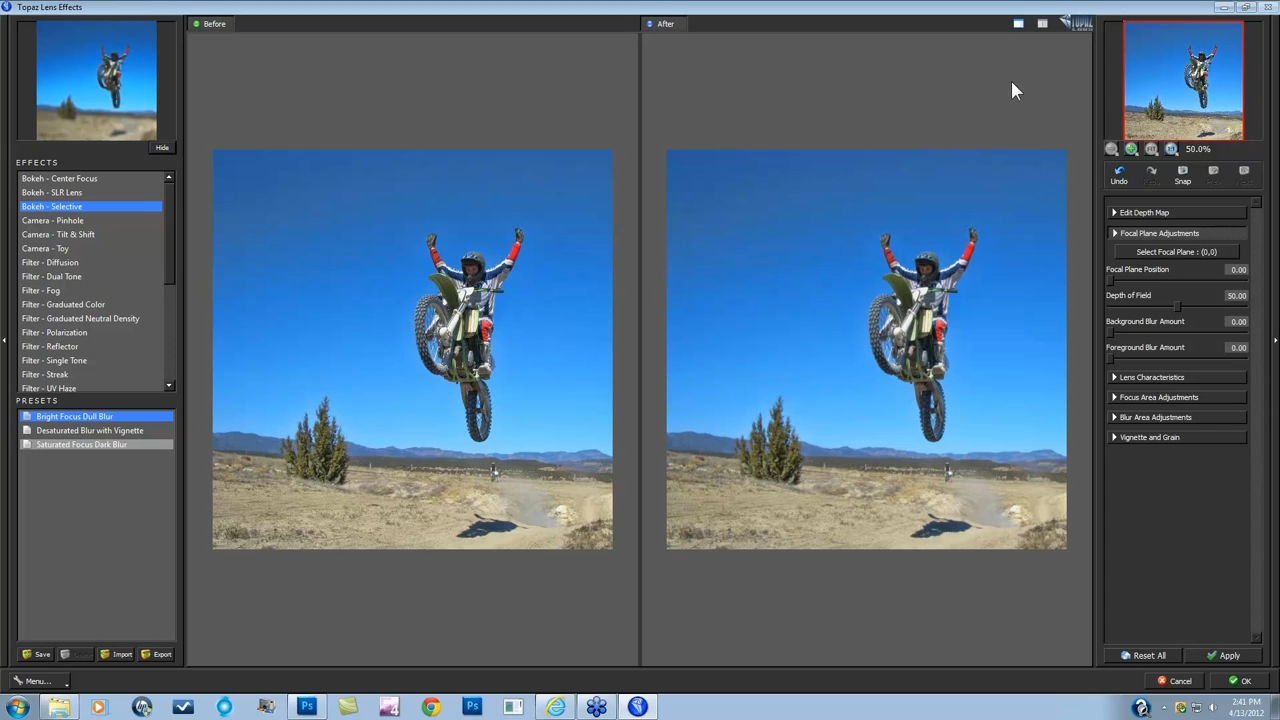 Topaz Lens Effects
Before
After
TOPAZ
Hide
50.0%
Undo
Snap
EFFECTS
Bokeh - Center Focus
Bokeh - SLR Lens
Bokeh - Selective
Camera - Pinhole
Camera - Tilt & Shift
Camera - Toy
Filter - Diffusion
Filter - Dual Tone
Filter - Fog
Filter - Graduated Color
Filter - Graduated Neutral Density
Filter - Polarization
Filter - Reflector
Filter - Single Tone
Filter - Streak
Filter - UV Haze
PRESETS
Bright Focus Dull Blur
Desaturated Blur with Vignette
Saturated Focus Dark Blur
Save
Import
Export
Menu...
Edit Depth Map
Focal Plane Adjustments
Select Focal Plane : (0,0)
Focal Plane Position 0.00
Depth of Field 50.00
Background Blur Amount 0.00
Foreground Blur Amount 0.00
Lens Characteristics
Focus Area Adjustments
Blur Area Adjustments
Vignette and Grain
Reset All
Apply
Cancel
OK
Ps
Ps
2:41 PM
4/13/2012